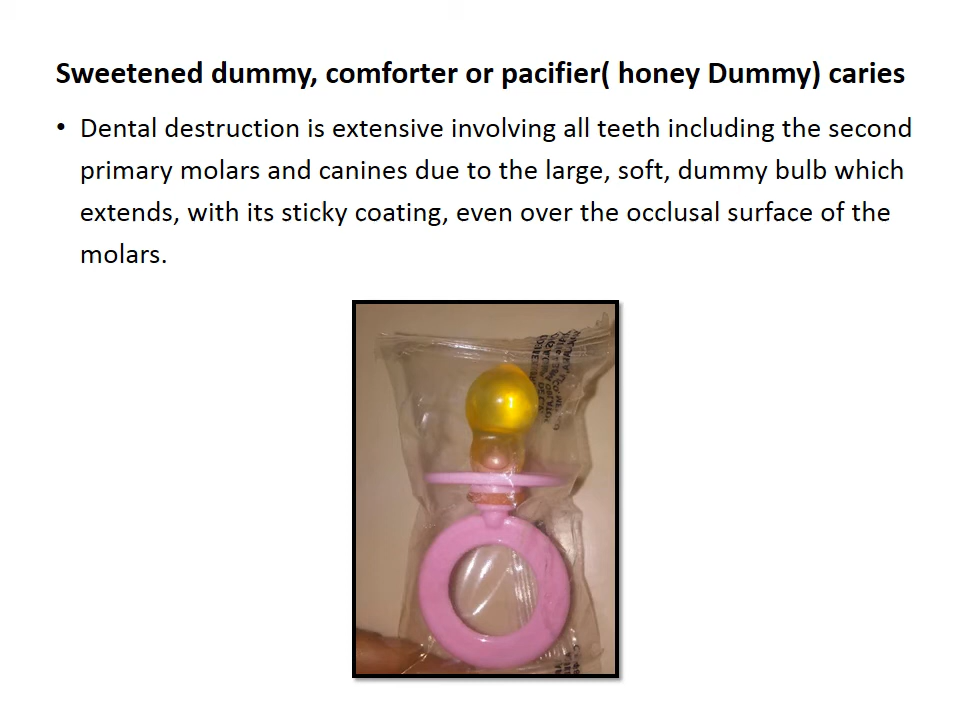 Sweetened dummy, comforter or pacifier( honey Dummy) caries
• Dental destruction is extensive involving all teeth including the second
primary molars and canines due to the large, soft, dummy bulb which
extends, with its sticky coating, even over the occlusal surface of the
molars.